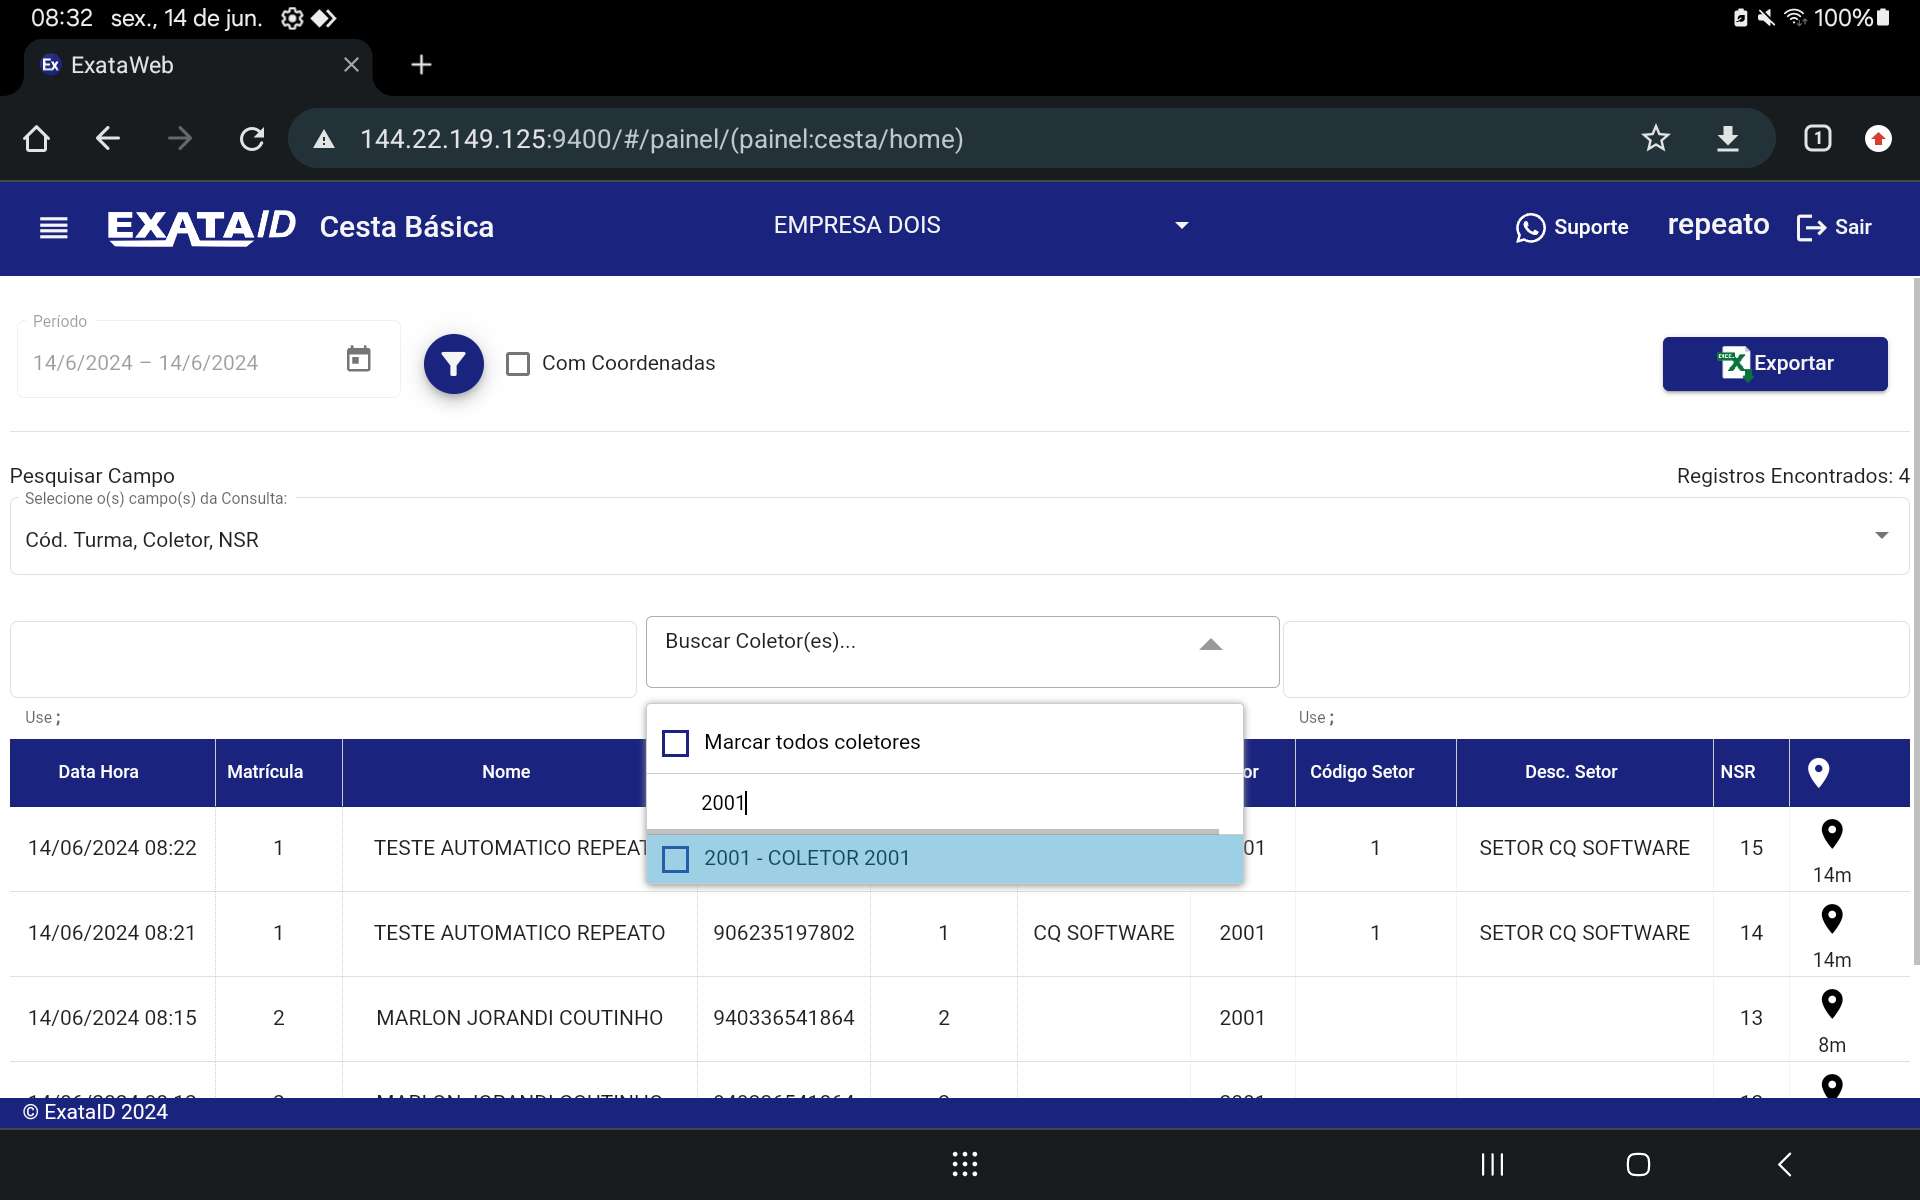 08:32 sex., 14 de jun. 100%
Ex ExataWeb
144.22.149.125:9400/#/painel/(painel:cesta/home) 1
EXATAID Cesta Básica EMPRESA DOIS Suporte repeato Sair
Período
14/6/2024 – 14/6/2024 Com Coordenadas Exportar
Pesquisar Campo Registros Encontrados: 4
Selecione o(s) campo(s) da Consulta:
Cód. Turma, Coletor, NSR
Buscar Coletor(es)...
Use ; Use ;
Marcar todos coletores
Data Hora Matrícula Nome or Código Setor Desc. Setor NSR
2001
14/06/2024 08:22 1 TESTE AUTOMATICO REPEAT 2001 - COLETOR 2001 01 1 SETOR CQ SOFTWARE 15
14m
14/06/2024 08:21 1 TESTE AUTOMATICO REPEATO 906235197802 1 CQ SOFTWARE 2001 1 SETOR CQ SOFTWARE 14
14m
14/06/2024 08:15 2 MARLON JORANDI COUTINHO 940336541864 2 2001 13
8m
© ExataID 2024